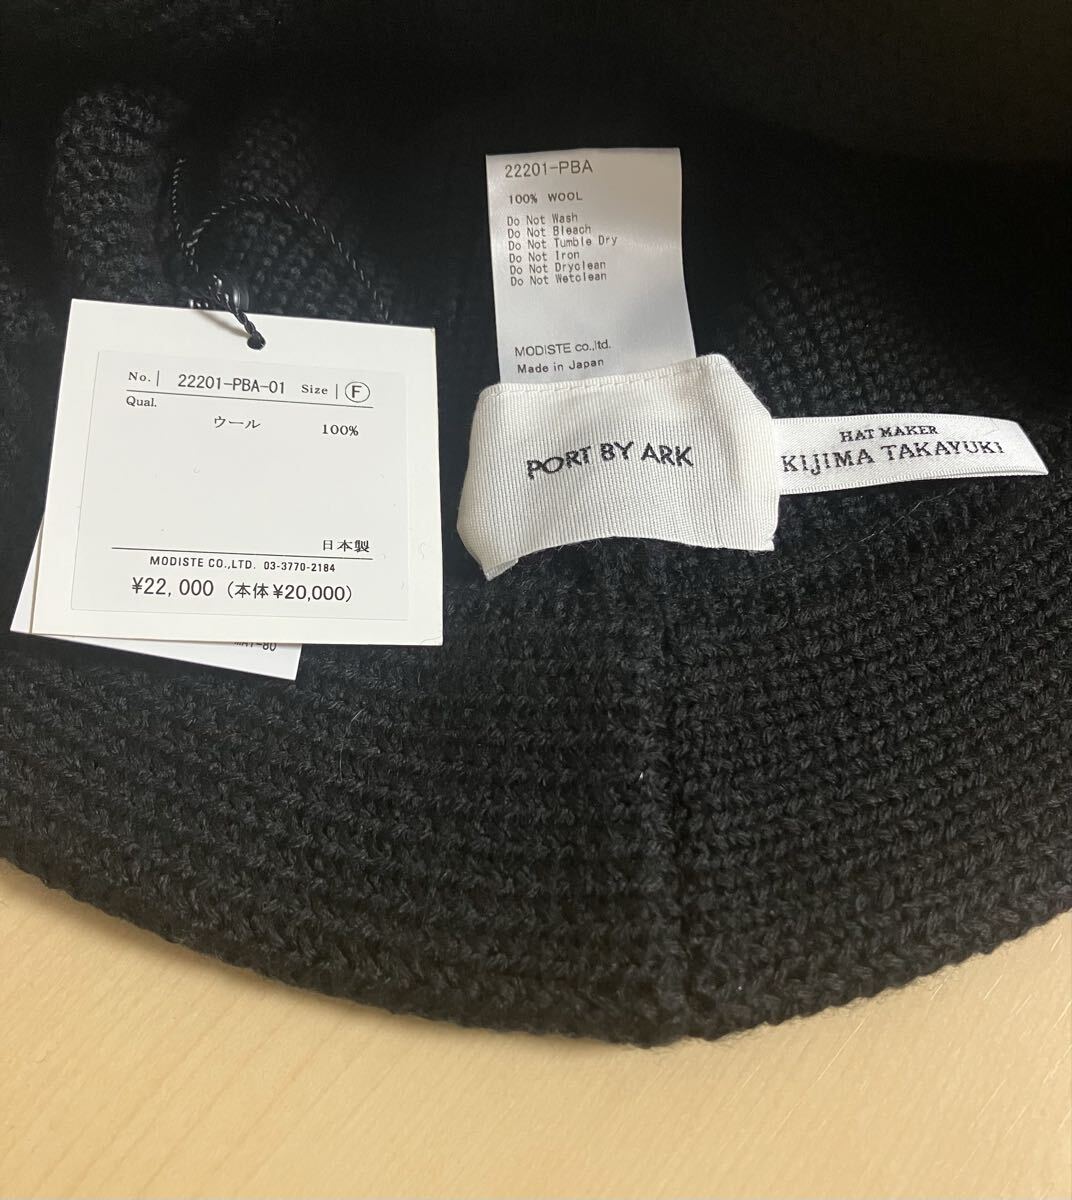 22201-PBA
100% WOOL
Do Not Wash
Do Not Bleach
Do Not Tumble Dry
Do Not Iron
Do Not Dryclean
Do Not Wetclean
MODISTE co.,ltd.
Made in Japan
PORT BY ARK
HAT MAKER
KIJIMA TAKAYUKI
No. 22201-PBA-01 Size F
Qual.
ウール 100%
日本製
MODISTE CO.,LTD. 03-3770-2184
¥22,000 (本体¥20,000)